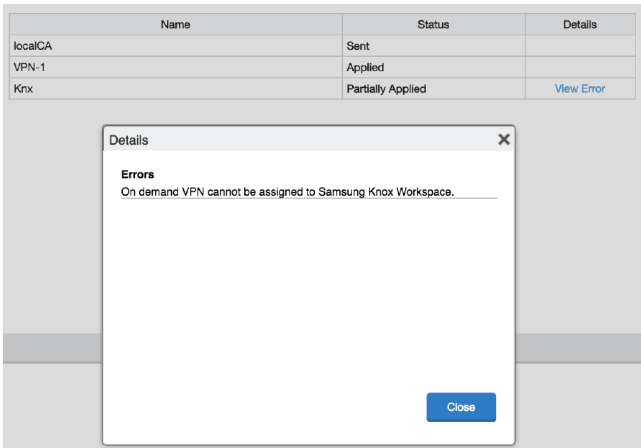 Name Status Details
localCA Sent
VPN-1 Applied
Knx Partially Applied View Error
Details
Errors
On demand VPN cannot be assigned to Samsung Knox Workspace.
Close